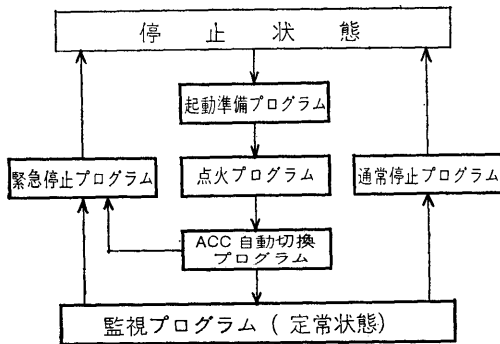 停止状態
起動準備プログラム
緊急停止プログラム
点火プログラム
通常停止プログラム
ACC 自動切換
プログラム
監視プログラム ( 定常状態)